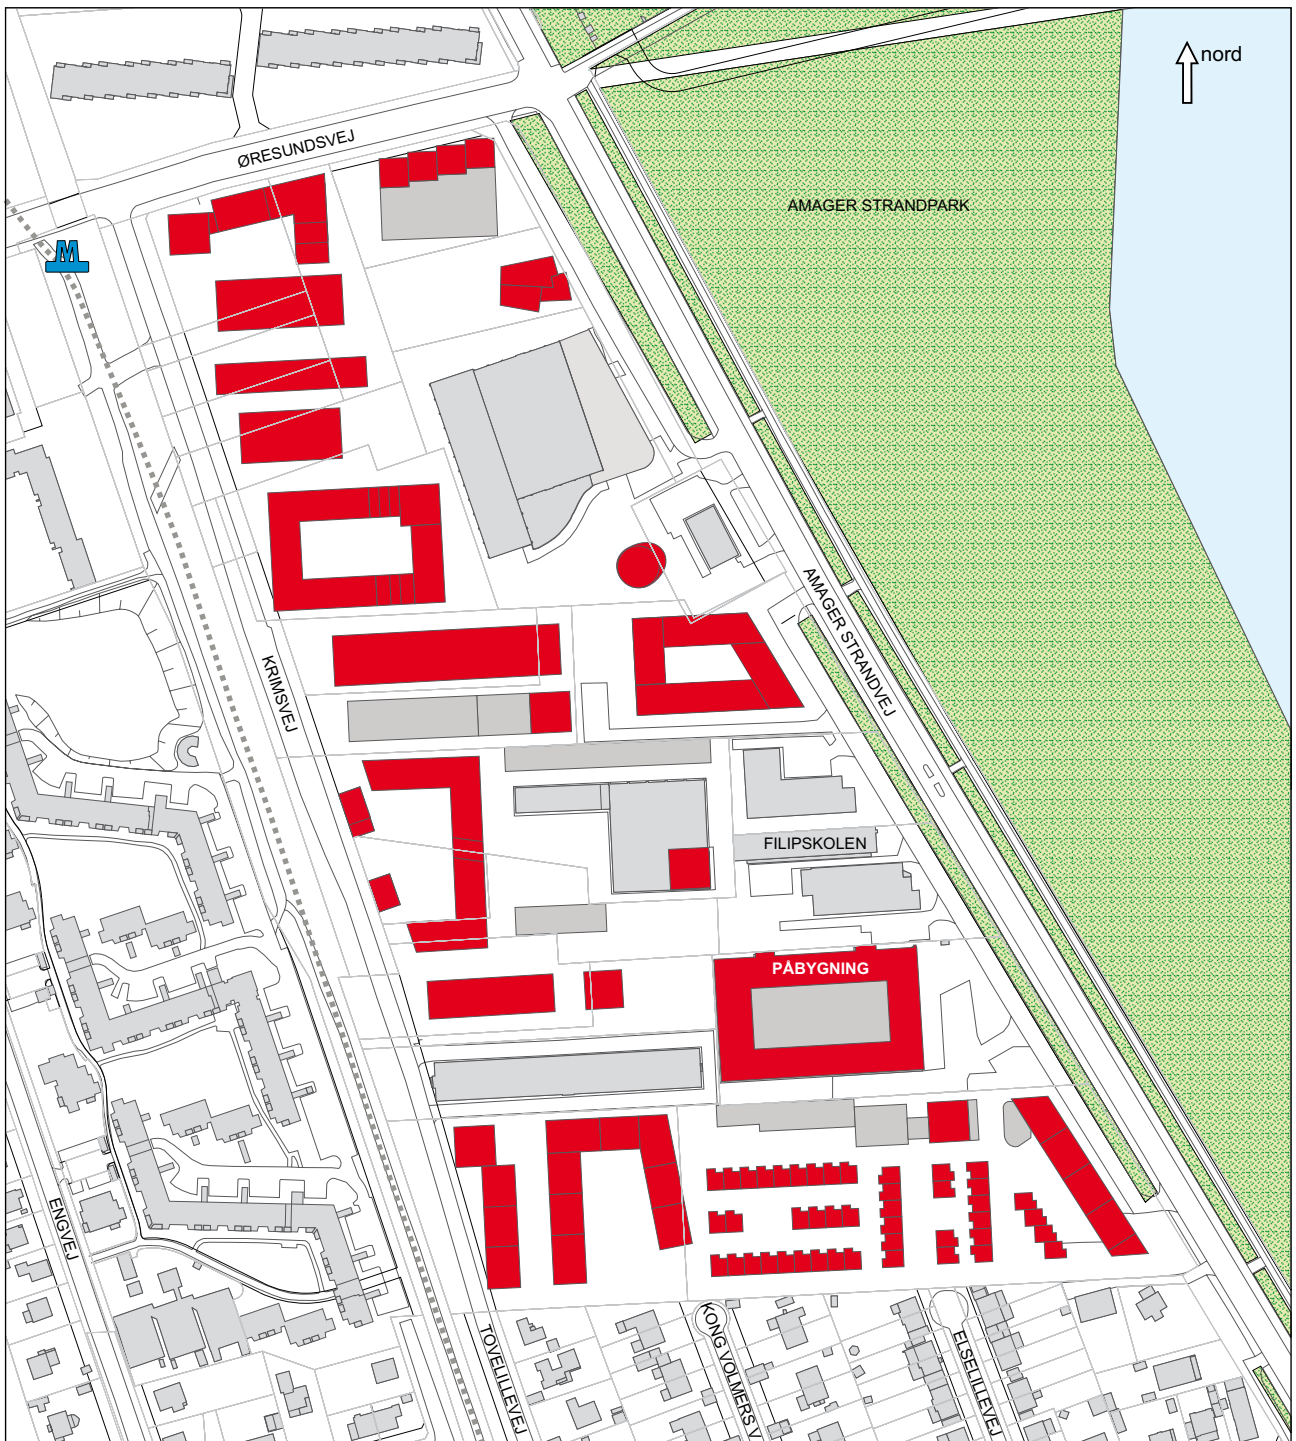 nord
ØRESUNDSVEJ
AMAGER STRANDPARK
M
AMAGER STRANDVEJ
KRIMSVEJ
FILIPSKOLEN
PÅBYGNING
ENGVEJ
TOVELILLEVEJ
KONG VOLMERS V
ELSELILLEVEJ